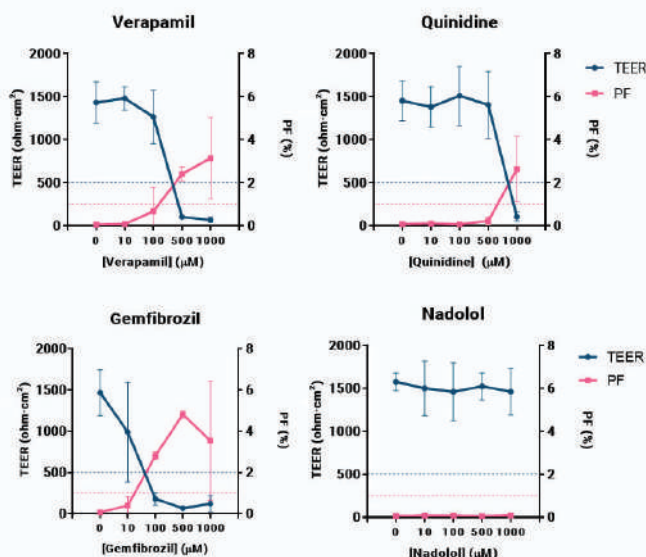 Verapamil
Quinidine
2000
1500
1000
500
0
TEER (ohm·cm²)
8
6
4
2
0
PF (%)
0 10 100 500 1000
[Verapamil] (μM)
2000
1500
1000
500
0
TEER (ohm·cm²)
8
6
4
2
0
PF (%)
0 10 100 500 1000
[Quinidine] (μM)
TEER
PF
Gemfibrozil
Nadolol
2000
1500
1000
500
0
TEER (ohm·cm²)
8
6
4
2
0
PF (%)
0 10 100 500 1000
[Gemfibrozil] (μM)
2000
1500
1000
500
0
TEER (ohm·cm²)
8
6
4
2
0
PF (%)
0 10 100 500 1000
[Nadolol] (μM)
TEER
PF